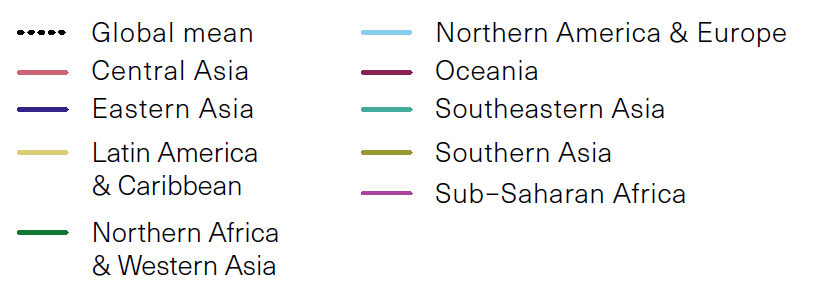 Global mean
Central Asia
Eastern Asia
Latin America
& Caribbean
Northern Africa
& Western Asia
Northern America & Europe
Oceania
Southeastern Asia
Southern Asia
Sub-Saharan Africa